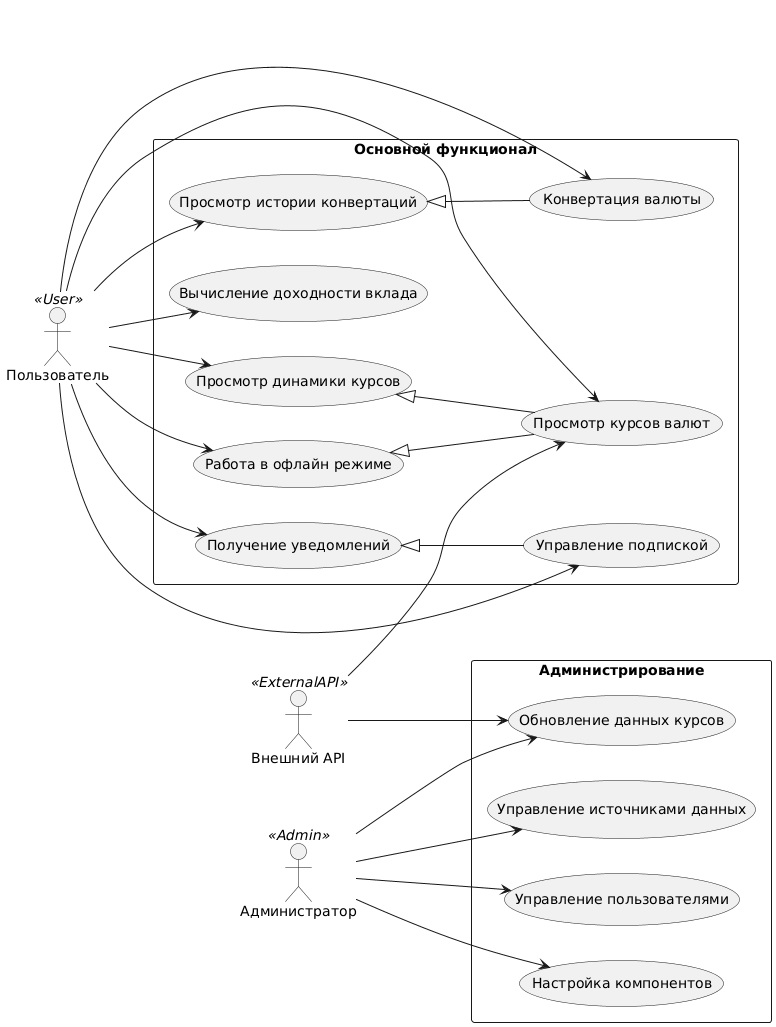 Основной функционал
Просмотр истории конвертаций
Конвертация валюты
Вычисление доходности вклада
«User»
Пользователь
Просмотр динамики курсов
Просмотр курсов валют
Работа в офлайн режиме
Получение уведомлений
Управление подпиской
«ExternalAPI»
Внешний API
Администрирование
Обновление данных курсов
Управление источниками данных
«Admin»
Администратор
Управление пользователями
Настройка компонентов